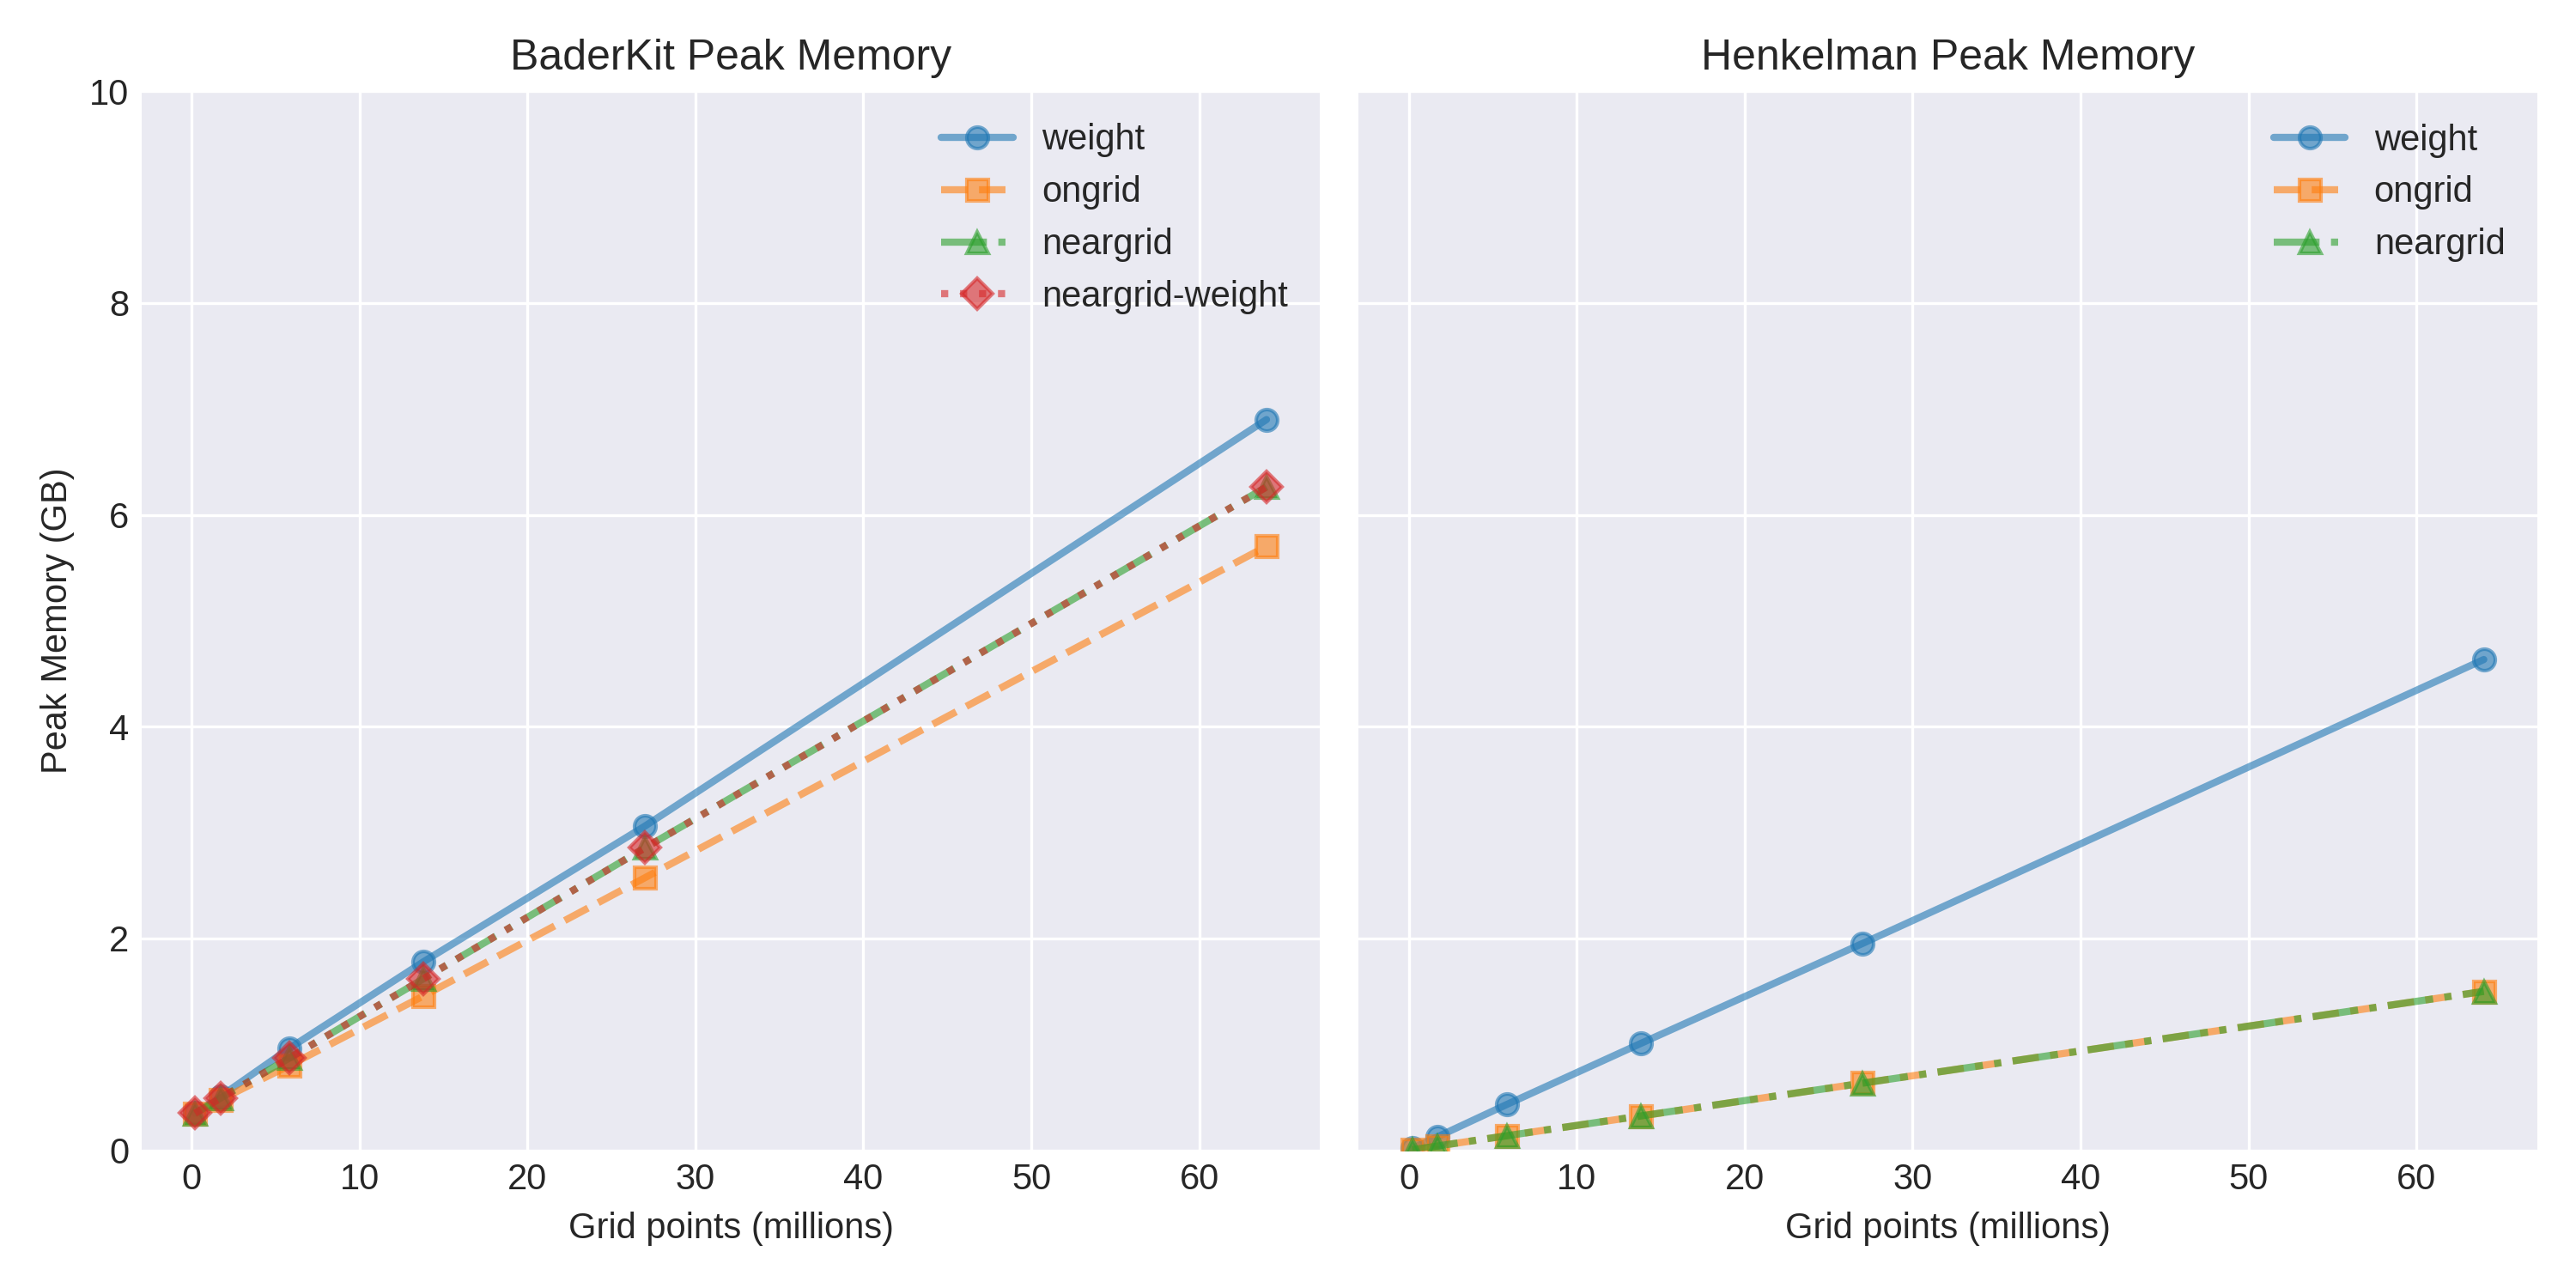 BaderKit Peak Memory
Henkelman Peak Memory
Peak Memory (GB)
10
8
6
4
2
0
weight
ongrid
neargrid
neargrid-weight
0 10 20 30 40 50 60
Grid points (millions)
weight
ongrid
neargrid
0 10 20 30 40 50 60
Grid points (millions)